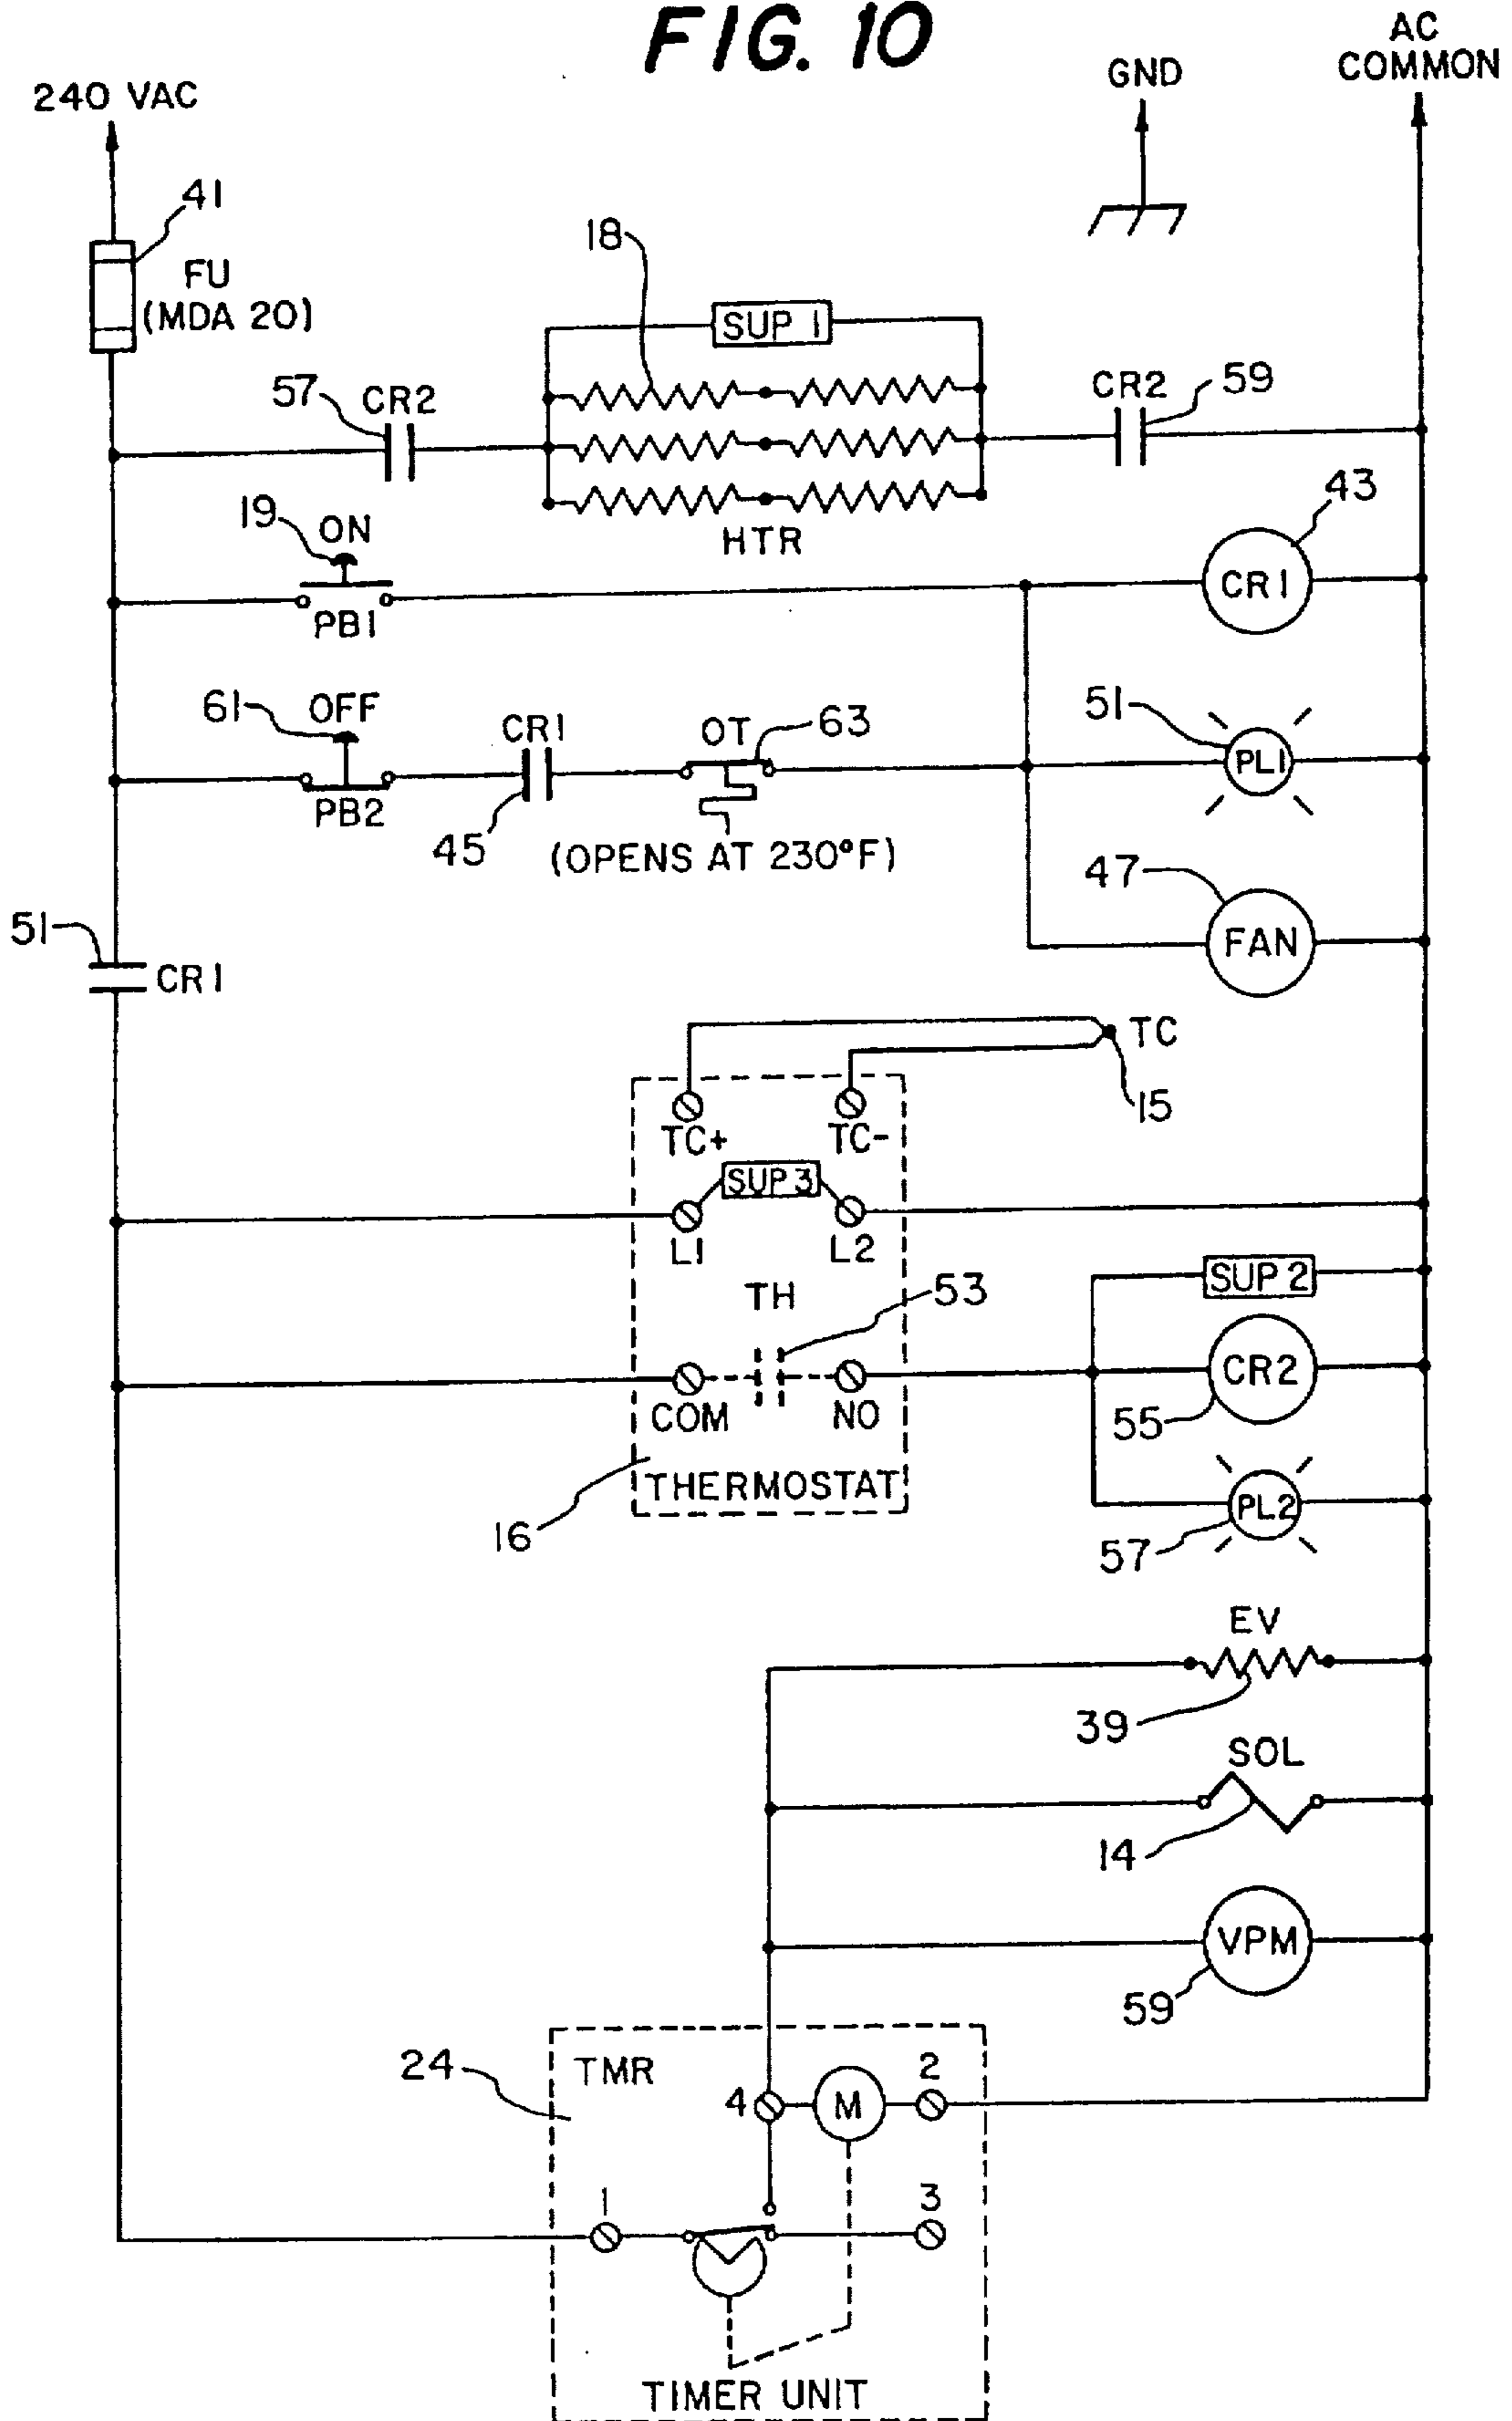 FIG. 10
AC
COMMON
GND
240 VAC
41
FU
(MDA 20)
18
SUP 1
57
CR2
CR2
59
HTR
43
19
ON
PB1
CR1
61
OFF
PB2
CR1
45
OT
63
(OPENS AT 230°F)
51
PL1
47
FAN
51
CR1
TC
15
TC+
TC-
SUP 3
L1
L2
TH
53
SUP 2
COM
NO
CR2
55
THERMOSTAT
16
PL2
57
EV
39
SOL
14
VPM
59
24
TMR
4
M
2
1
3
TIMER UNIT